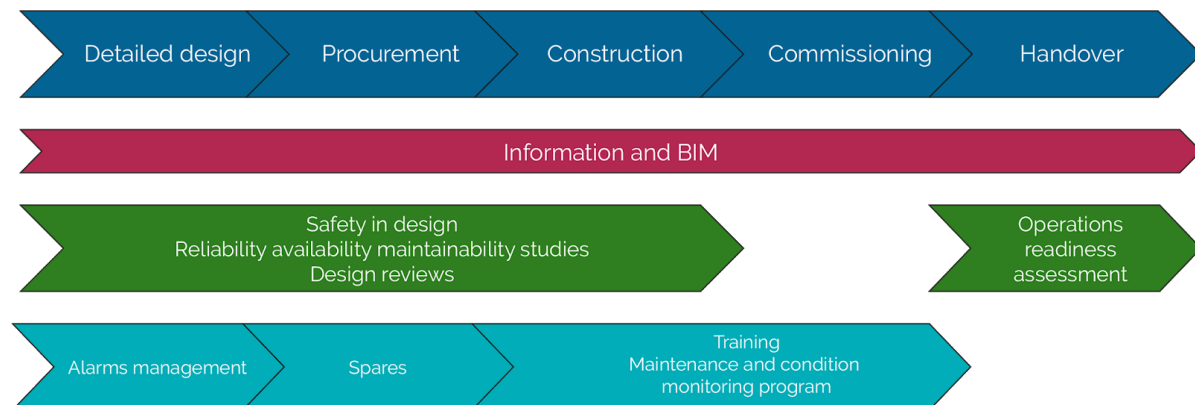 Detailed design
Procurement
Construction
Commissioning
Handover
Information and BIM
Safety in design
Reliability availability maintainability studies
Design reviews
Operations
readiness
assessment
Alarms management
Spares
Training
Maintenance and condition
monitoring program